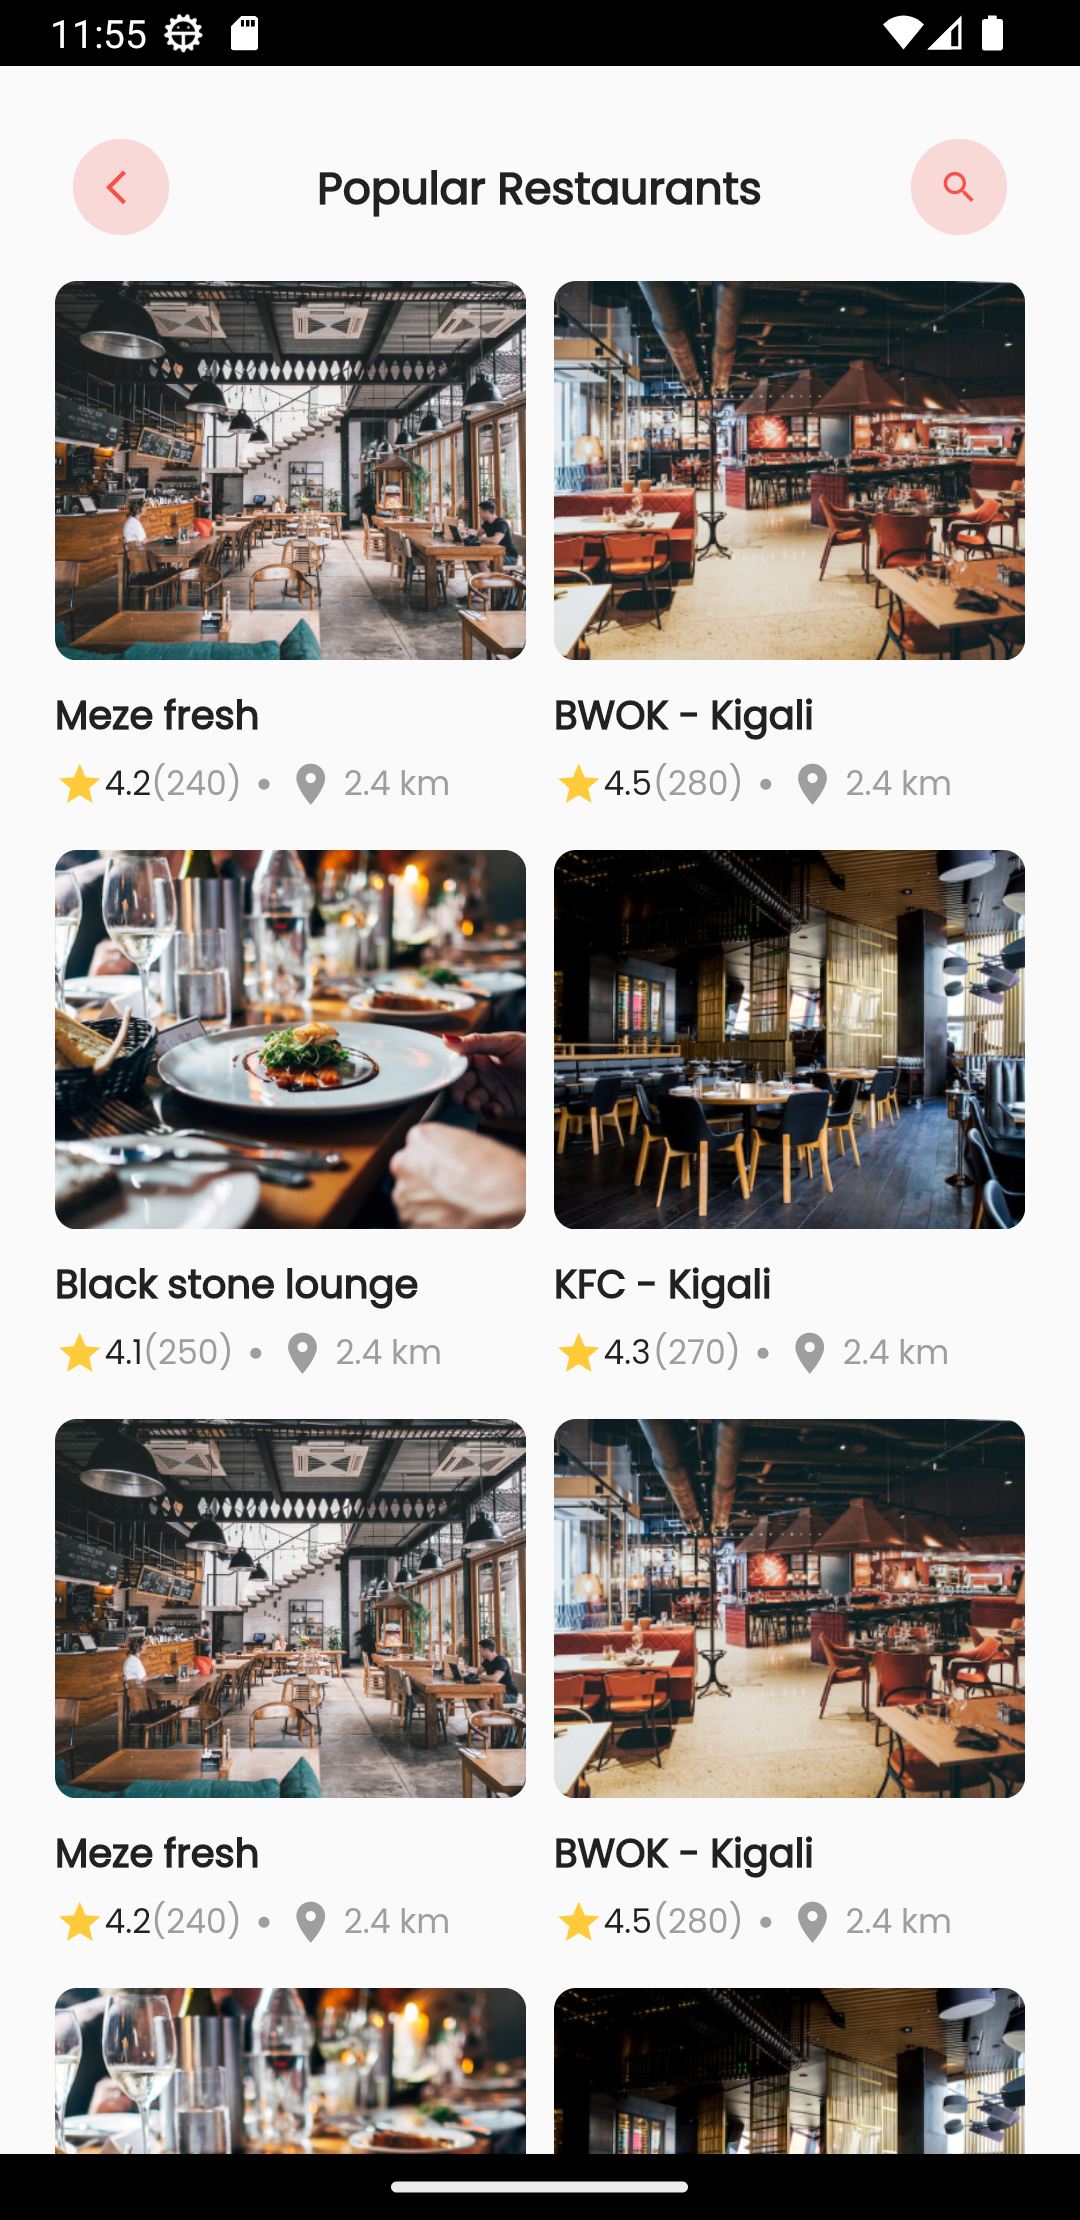 11:55
Popular Restaurants
Meze fresh
4.2(240) • 2.4 km
BWOK - Kigali
4.5(280) • 2.4 km
Black stone lounge
4.1(250) • 2.4 km
KFC - Kigali
4.3(270) • 2.4 km
Meze fresh
4.2(240) • 2.4 km
BWOK - Kigali
4.5(280) • 2.4 km